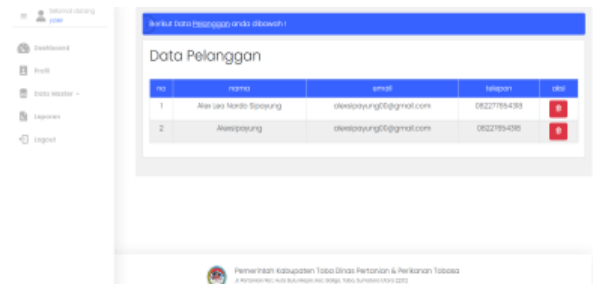 Selamat datang
Dashboard
Profil
Data Master
Laporan
Logout
Berikut Data Pelanggan anda dibawah !
Data Pelanggan
no nama email telepon aksi
1 Alex Leo Nardo Sipayung alexsipayung00@gmail.com
2 Alexsipayung alexsipayung00@gmail.com
Pemerintah Kabupaten Toba Dinas Pertanian & Perikanan Tobasa